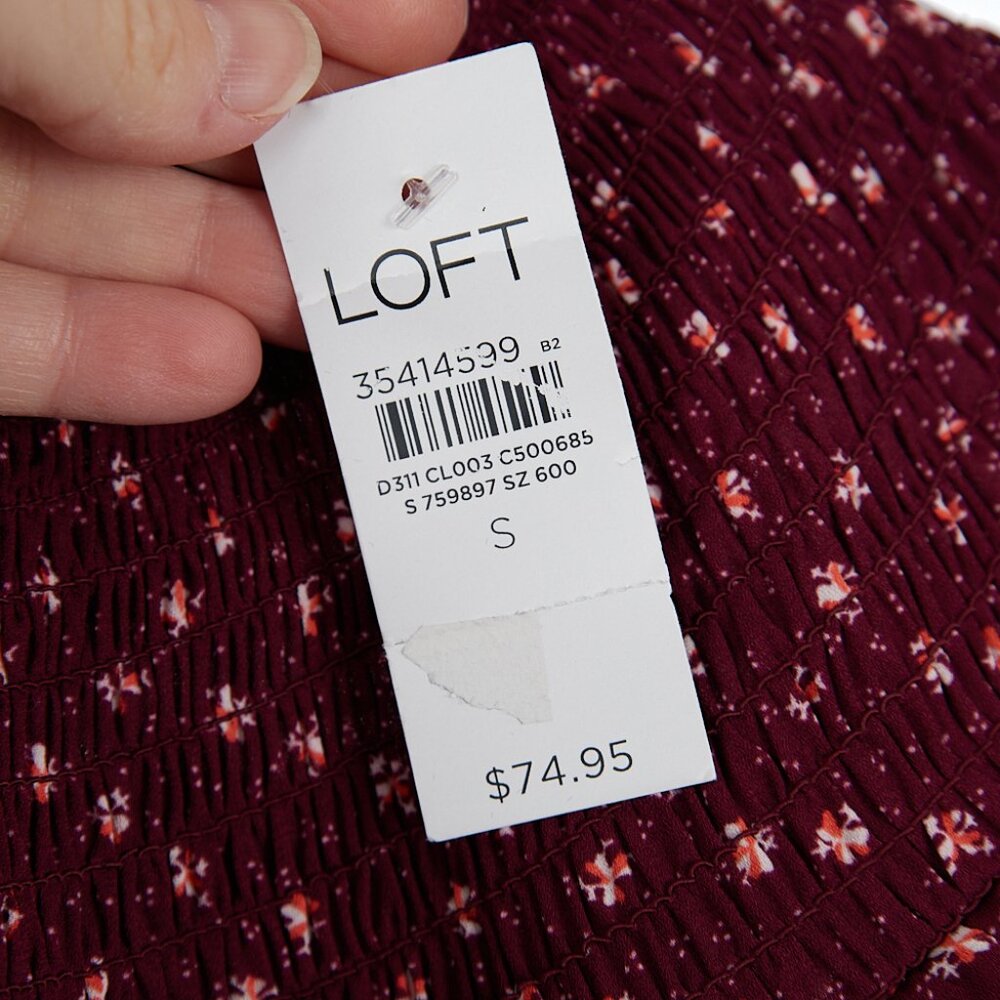 LOFT
35414599 B2
D311 CL003 C500685
S 759897 SZ 600
S
$74.95